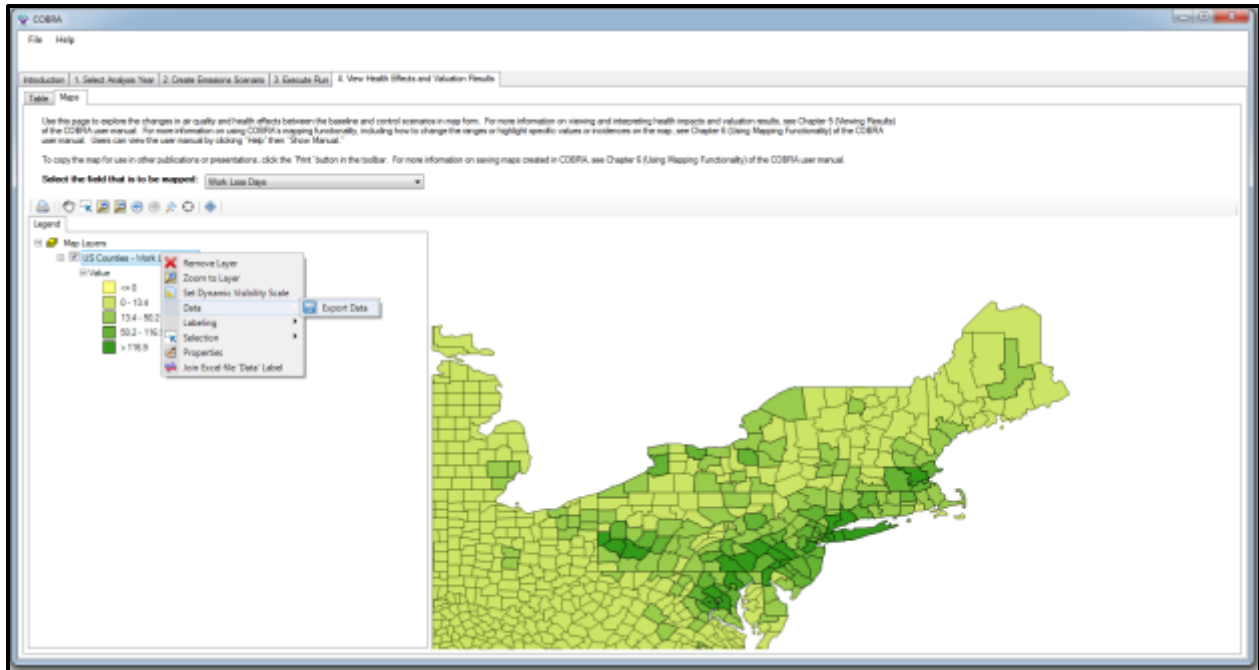 COBRA
File Help
Introduction 1. Select Analysis Year 2. Create Emissions Scenario 3. Execute Run 4. View Health Effects and Valuation Results
Table Maps
Use this page to explore the changes in air quality and health effects between the baseline and control scenarios in map form. For more information on viewing and interpreting health impacts and valuation results, see Chapter 5 (Viewing Results)
of the COBRA user manual. For more information on using COBRA's mapping functionality, including how to change the ranges or highlight specific values or incidences on the map, see Chapter 6 (Using Mapping Functionality) of the COBRA
user manual. Users can view the user manual by clicking "Help" then "Show Manual."
To copy the map for use in other publications or presentations, click the "Print" button in the toolbar. For more information on saving maps created in COBRA, see Chapter 6 (Using Mapping Functionality) of the COBRA user manual.
Select the field that is to be mapped: Work Loss Days
Legend
Map Layers
US Counties - Work L
Value
<= 0
0 - 13.4
13.4 - 50.2
50.2 - 116.9
> 116.9
Remove Layer
Zoom to Layer
Set Dynamic Visibility Scale
Data
Export Data
Labeling
Selection
Properties
Join Excel file 'Data' Label